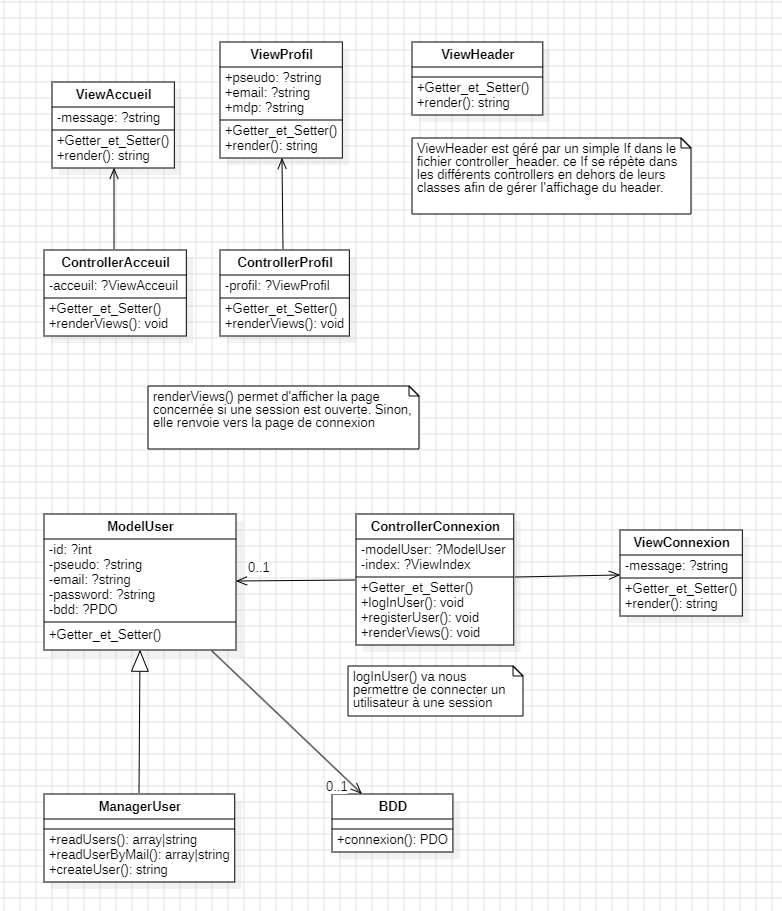 ViewAccueil
-message: ?string
+Getter_et_Setter()
+render(): string
ViewProfil
+pseudo: ?string
+email: ?string
+mdp: ?string
+Getter_et_Setter()
+render(): string
ViewHeader
+Getter_et_Setter()
+render(): string
ViewHeader est géré par un simple If dans le
fichier controller_header. ce If se répète dans
les différents controllers en dehors de leurs
classes afin de gérer l'affichage du header.
ControllerAcceuil
-acceuil: ?ViewAcceuil
+Getter_et_Setter()
+renderViews(): void
ControllerProfil
-profil: ?ViewProfil
+Getter_et_Setter()
+renderViews(): void
renderViews() permet d'afficher la page
concernée si une session est ouverte. Sinon,
elle renvoie vers la page de connexion
ModelUser
-id: ?int
-pseudo: ?string
-email: ?string
-password: ?string
-bdd: ?PDO
+Getter_et_Setter()
0..1
ControllerConnexion
-modelUser: ?ModelUser
-index: ?ViewIndex
+Getter_et_Setter()
+logInUser(): void
+registerUser(): void
+renderViews(): void
ViewConnexion
-message: ?string
+Getter_et_Setter()
+render(): string
logInUser() va nous
permettre de connecter un
utilisateur à une session
ManagerUser
+readUsers(): array|string
+readUserByMail(): array|string
+createUser(): string
0..1
BDD
+connexion(): PDO